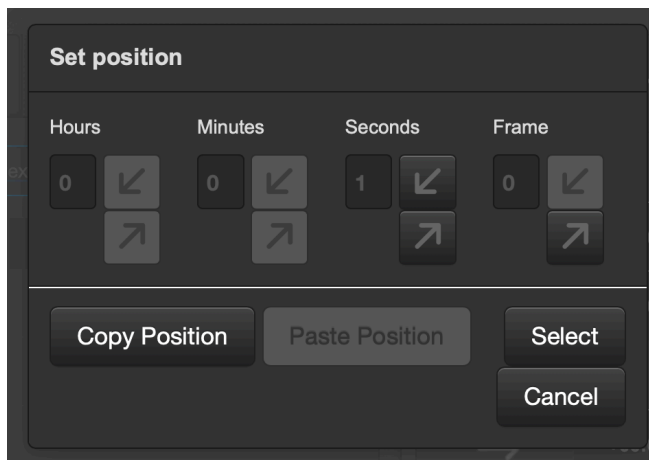 Set position
Hours Minutes Seconds Frame
0 0 1 0
Copy Position Paste Position Select
Cancel